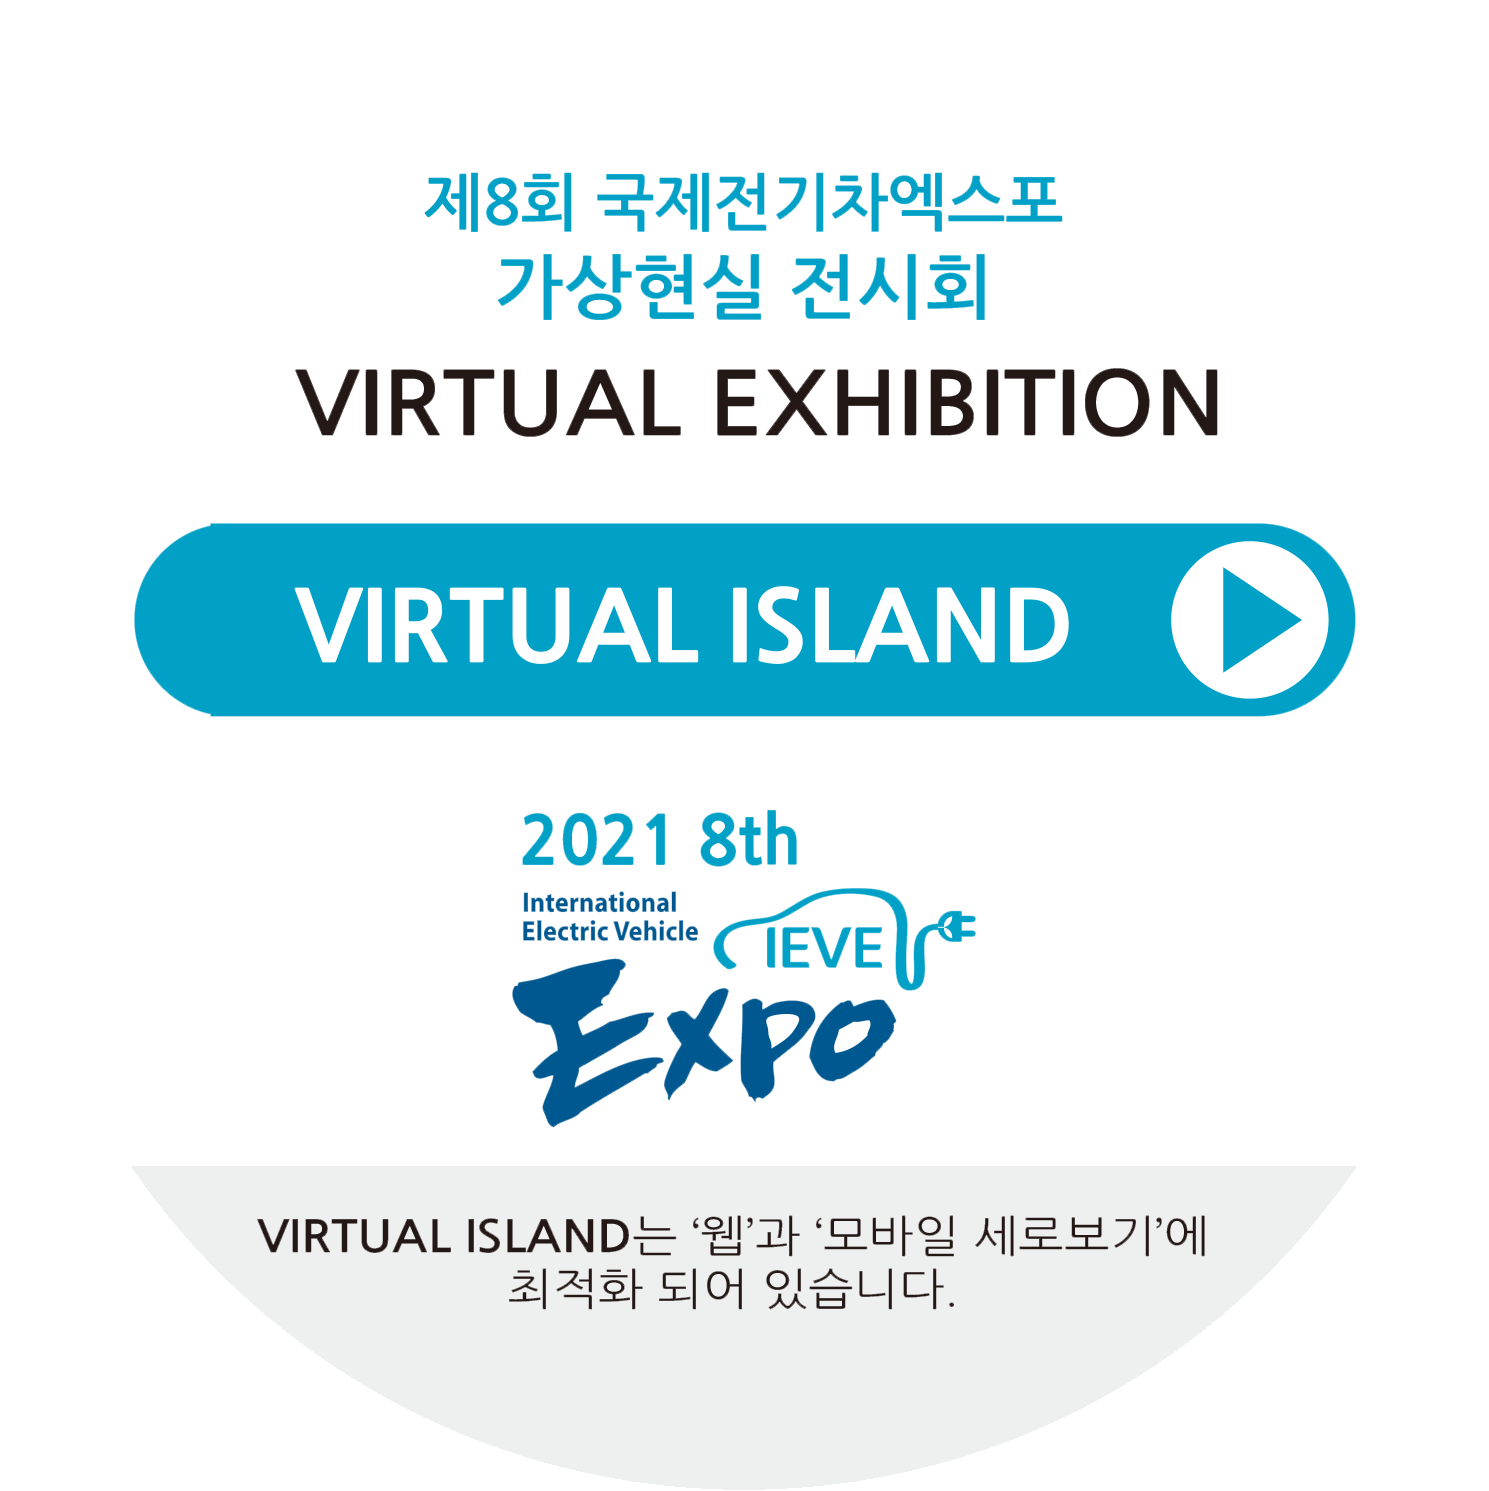 제8회 국제전기차엑스포
가상현실 전시회
VIRTUAL EXHIBITION
VIRTUAL ISLAND
2021 8th
International
Electric Vehicle
IEVE
EXPO
VIRTUAL ISLAND는 ‘웹’과 ‘모바일 세로보기’에
최적화 되어 있습니다.